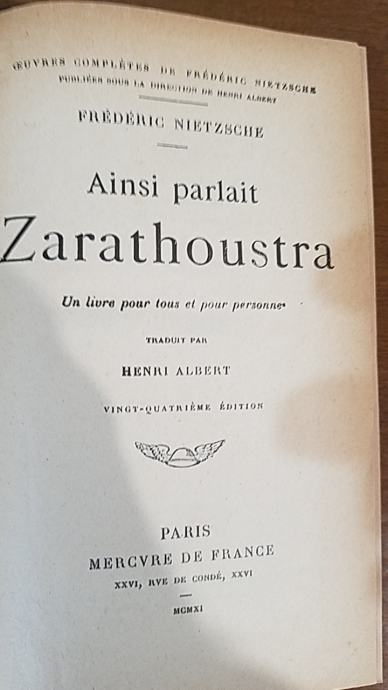 ŒUVRES COMPLÈTES DE FRÉDÉRIC NIETZSCHE
PUBLIÉES SOUS LA DIRECTION DE HENRI ALBERT
FRÉDÉRIC NIETZSCHE
Ainsi parlait
Zarathoustra
Un livre pour tous et pour personne
TRADUIT PAR
HENRI ALBERT
VINGT-QUATRIÈME ÉDITION
PARIS
MERCVRE DE FRANCE
XXVI, RVE DE CONDÉ, XXVI
MCMXI